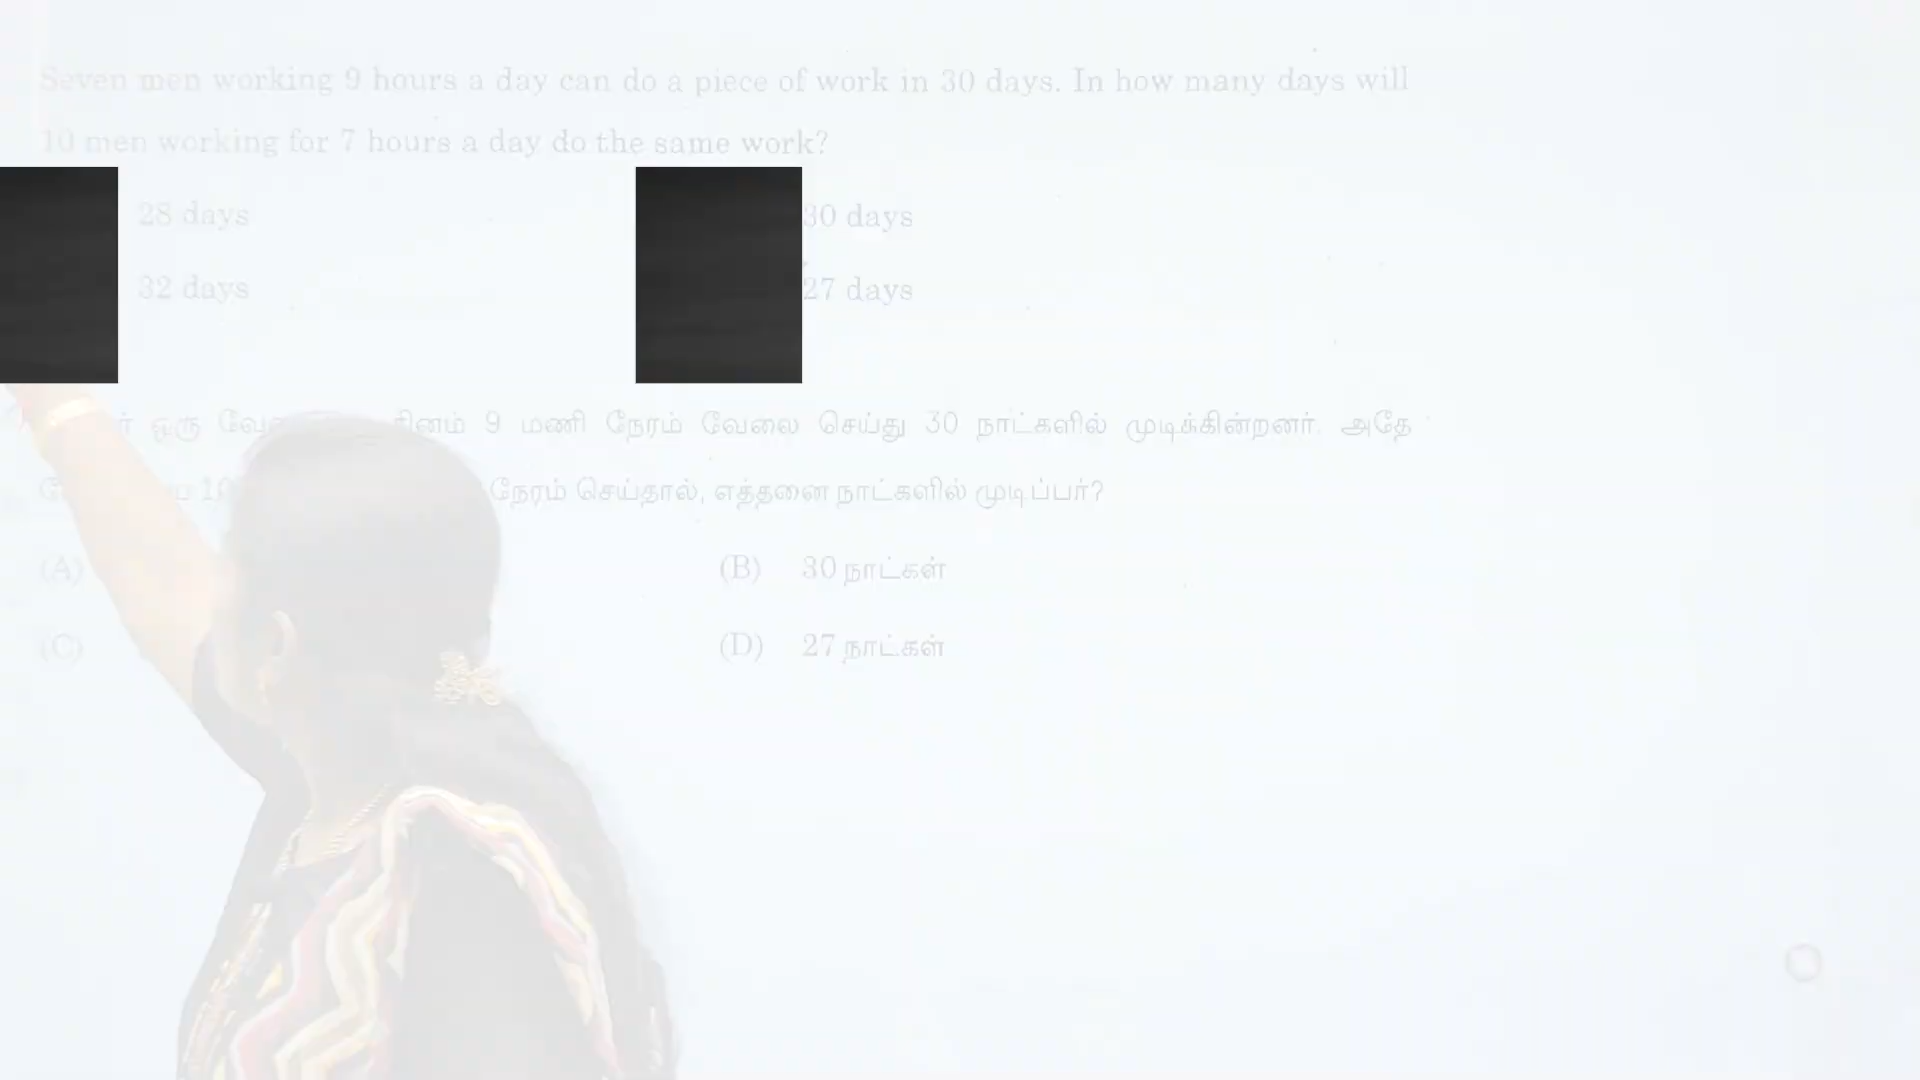 Seven men working 9 hours a day can do a piece of work in 30 days. In how many days will
10 men working for 7 hours a day do the same work?
28 days 30 days
32 days 27 days
ஒரு தினம் 9 மணி நேரம் வேலை செய்து 30 நாட்களில் முடிக்கின்றனர். அதே
10 நேரம் செய்தால், எத்தனை நாட்களில் முடிப்பர்?
(A) (B) 30 நாட்கள்
(C) (D) 27 நாட்கள்